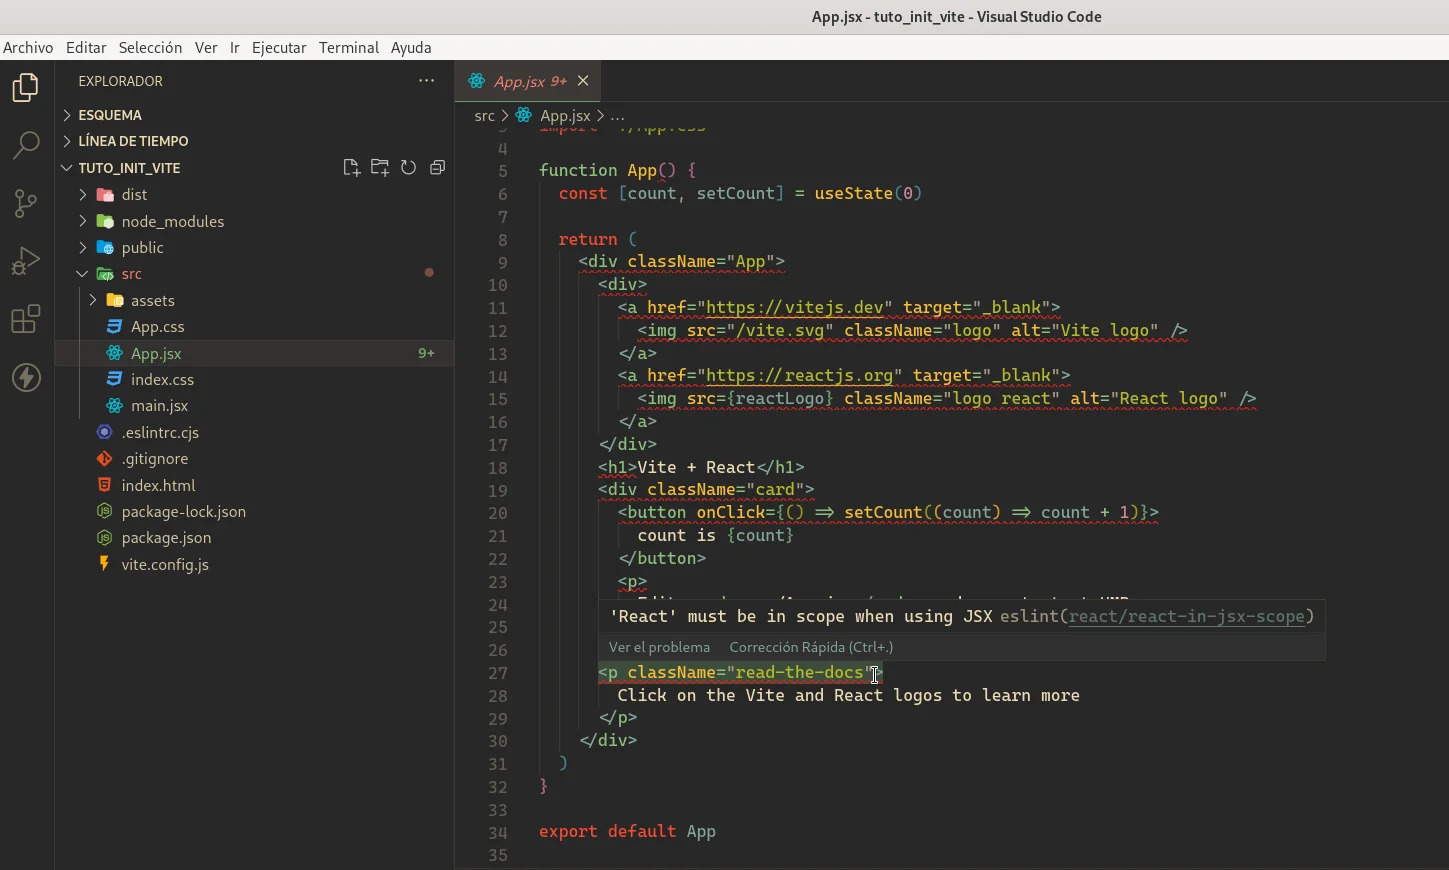 App.jsx - tuto_init_vite - Visual Studio Code
Archivo Editar Selección Ver Ir Ejecutar Terminal Ayuda
EXPLORADOR
ESQUEMA
LÍNEA DE TIEMPO
TUTO_INIT_VITE
dist
node_modules
public
src
assets
App.css
App.jsx 9+
index.css
main.jsx
.eslintrc.cjs
.gitignore
index.html
package-lock.json
package.json
vite.config.js
App.jsx 9+
src > App.jsx > ...
3 import './App.css'
4
5 function App() {
6 const [count, setCount] = useState(0)
7
8 return (
9 <div className="App">
10 <div>
11 <a href="https://vitejs.dev" target="_blank">
12 <img src="/vite.svg" className="logo" alt="Vite logo" />
13 </a>
14 <a href="https://reactjs.org" target="_blank">
15 <img src={reactLogo} className="logo react" alt="React logo" />
16 </a>
17 </div>
18 <h1>Vite + React</h1>
19 <div className="card">
20 <button onClick={() => setCount((count) => count + 1)}>
21 count is {count}
22 </button>
23 <p>
24
'React' must be in scope when using JSX eslint(react/react-in-jsx-scope)
25
Ver el problema Corrección Rápida (Ctrl+.)
26
27 <p className="read-the-docs">
28 Click on the Vite and React logos to learn more
29 </p>
30 </div>
31 )
32 }
33
34 export default App
35